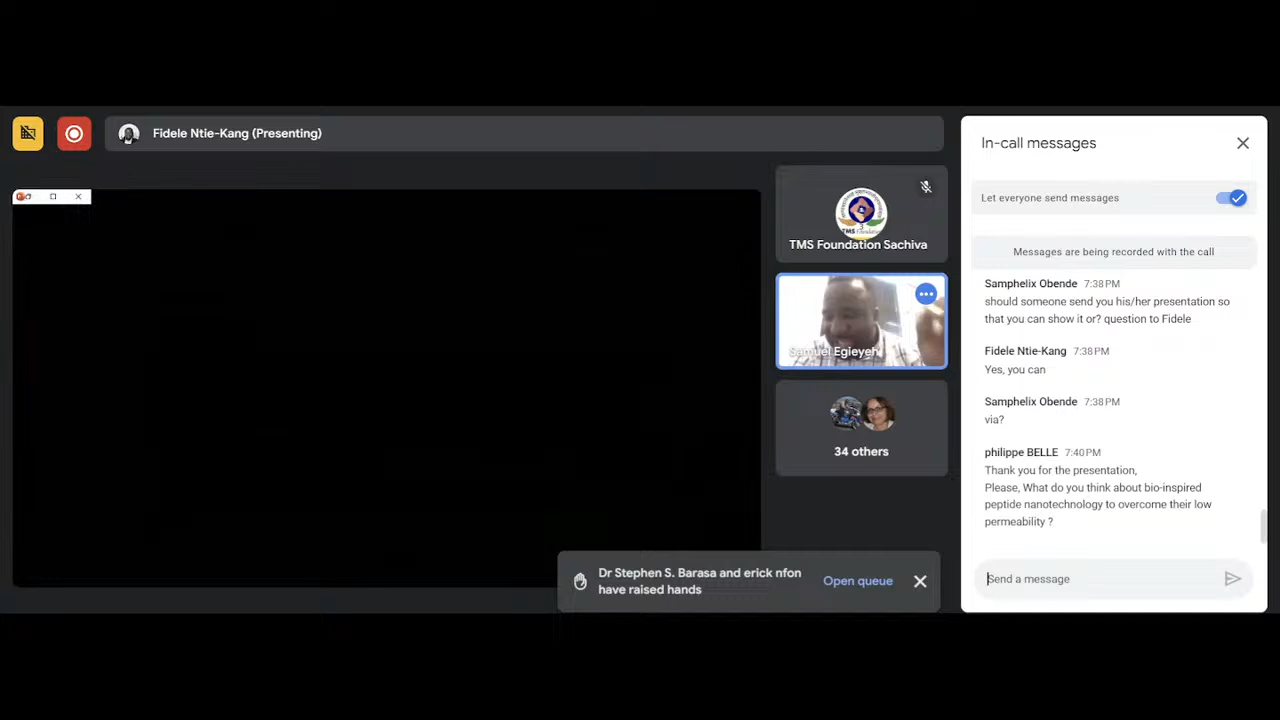 Fidele Ntie-Kang (Presenting)
TMS Foundation Sachiva
Samuel Egieyeh
34 others
Dr Stephen S. Barasa and erick nfon
have raised hands
Open queue
In-call messages
Let everyone send messages
Messages are being recorded with the call
Samphelix Obende 7:38 PM
should someone send you his/her presentation so
that you can show it or? question to Fidele
Fidele Ntie-Kang 7:38 PM
Yes, you can
Samphelix Obende 7:38 PM
via?
philippe BELLE 7:40 PM
Thank you for the presentation,
Please, What do you think about bio-inspired
peptide nanotechnology to overcome their low
permeability ?
Send a message